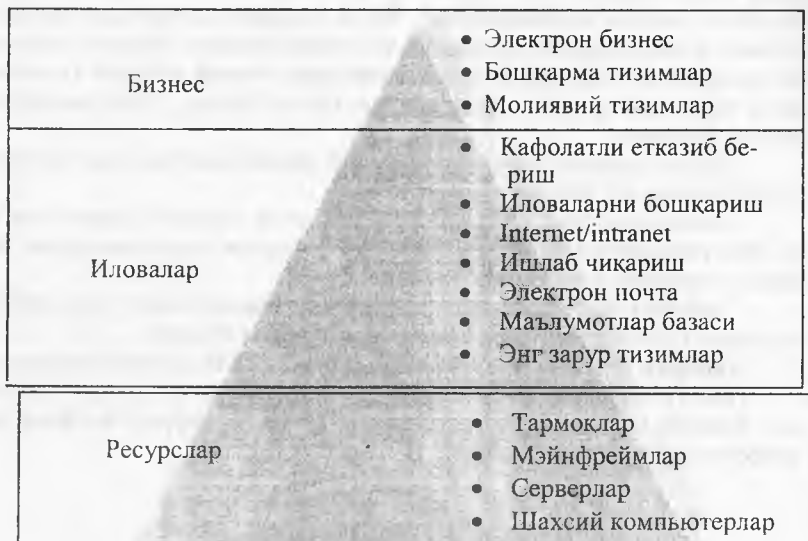 Бизнес
• Электрон бизнес
• Бошқарма тизимлар
• Молиявий тизимлар
Иловалар
• Кафолатли етказиб бе-
риш
• Иловаларни бошқариш
• Internet/intranet
• Ишлаб чиқариш
• Электрон почта
• Маълумотлар базаси
• Энг зарур тизимлар
Ресурслар
• Тармоқлар
• Мэйнфреймлар
• Серверлар
• Шахсий компьютерлар